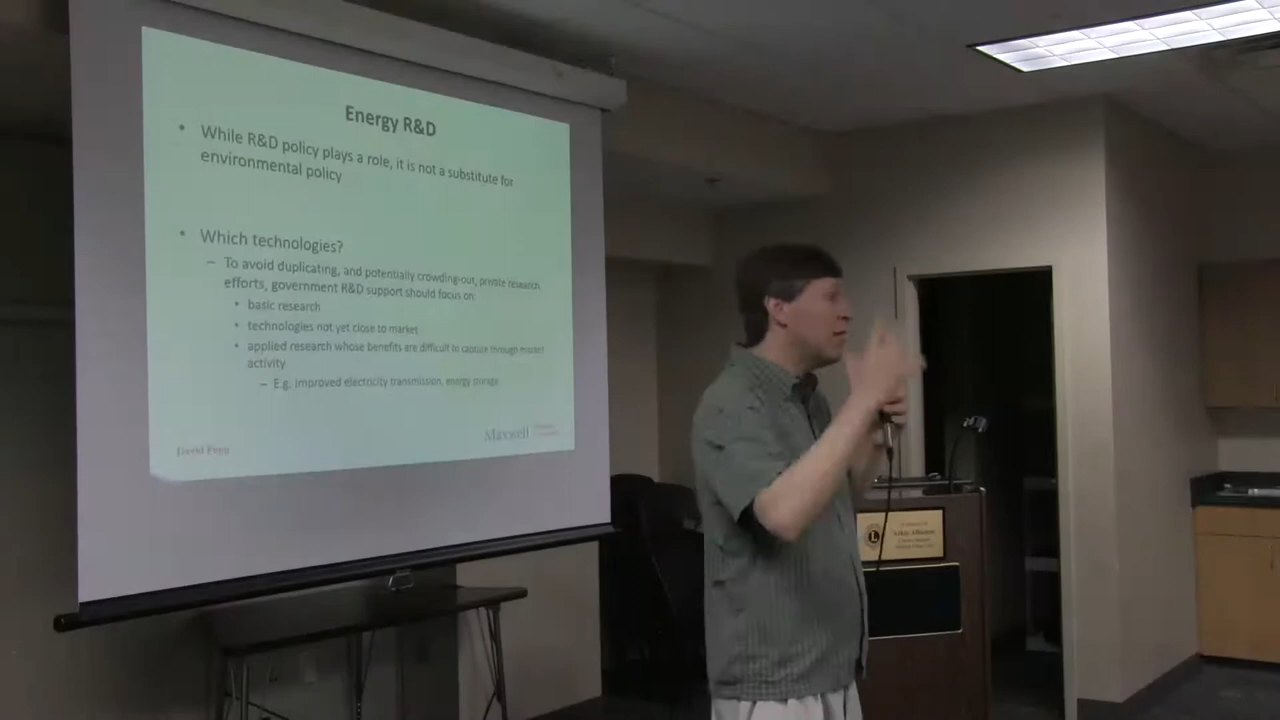 Energy R&D
• While R&D policy plays a role, it is not a substitute for
environmental policy
• Which technologies?
– To avoid duplicating, and potentially crowding-out, private research
efforts, government R&D support should focus on
• basic research
• technologies not yet close to market
• applied research whose benefits are difficult to capture through market
activity
– E.g. improved electricity transmission, energy storage
Maxwell
David Popp